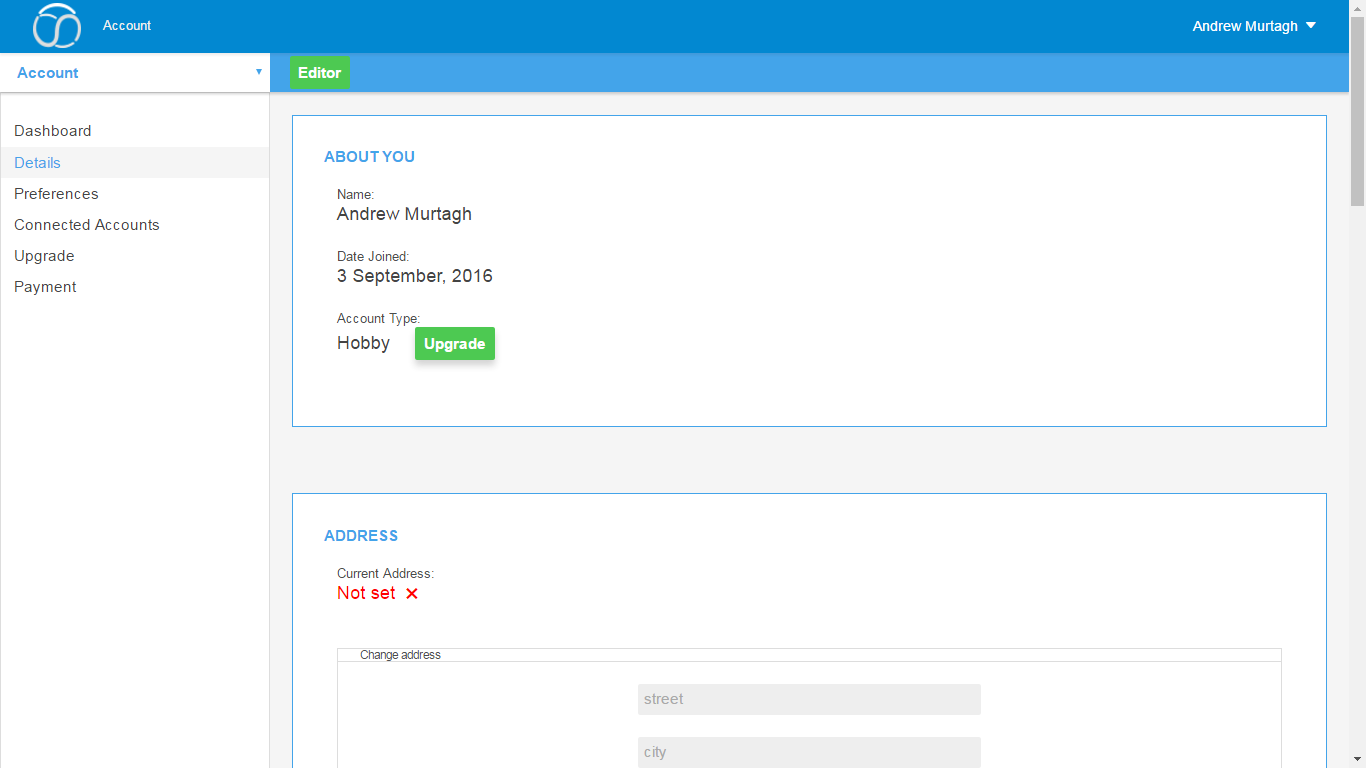 Account
Andrew Murtagh
Account
Editor
Dashboard
Details
Preferences
Connected Accounts
Upgrade
Payment
ABOUT YOU
Name:
Andrew Murtagh
Date Joined:
3 September, 2016
Account Type:
Hobby Upgrade
ADDRESS
Current Address:
Not set
Change address
street
city